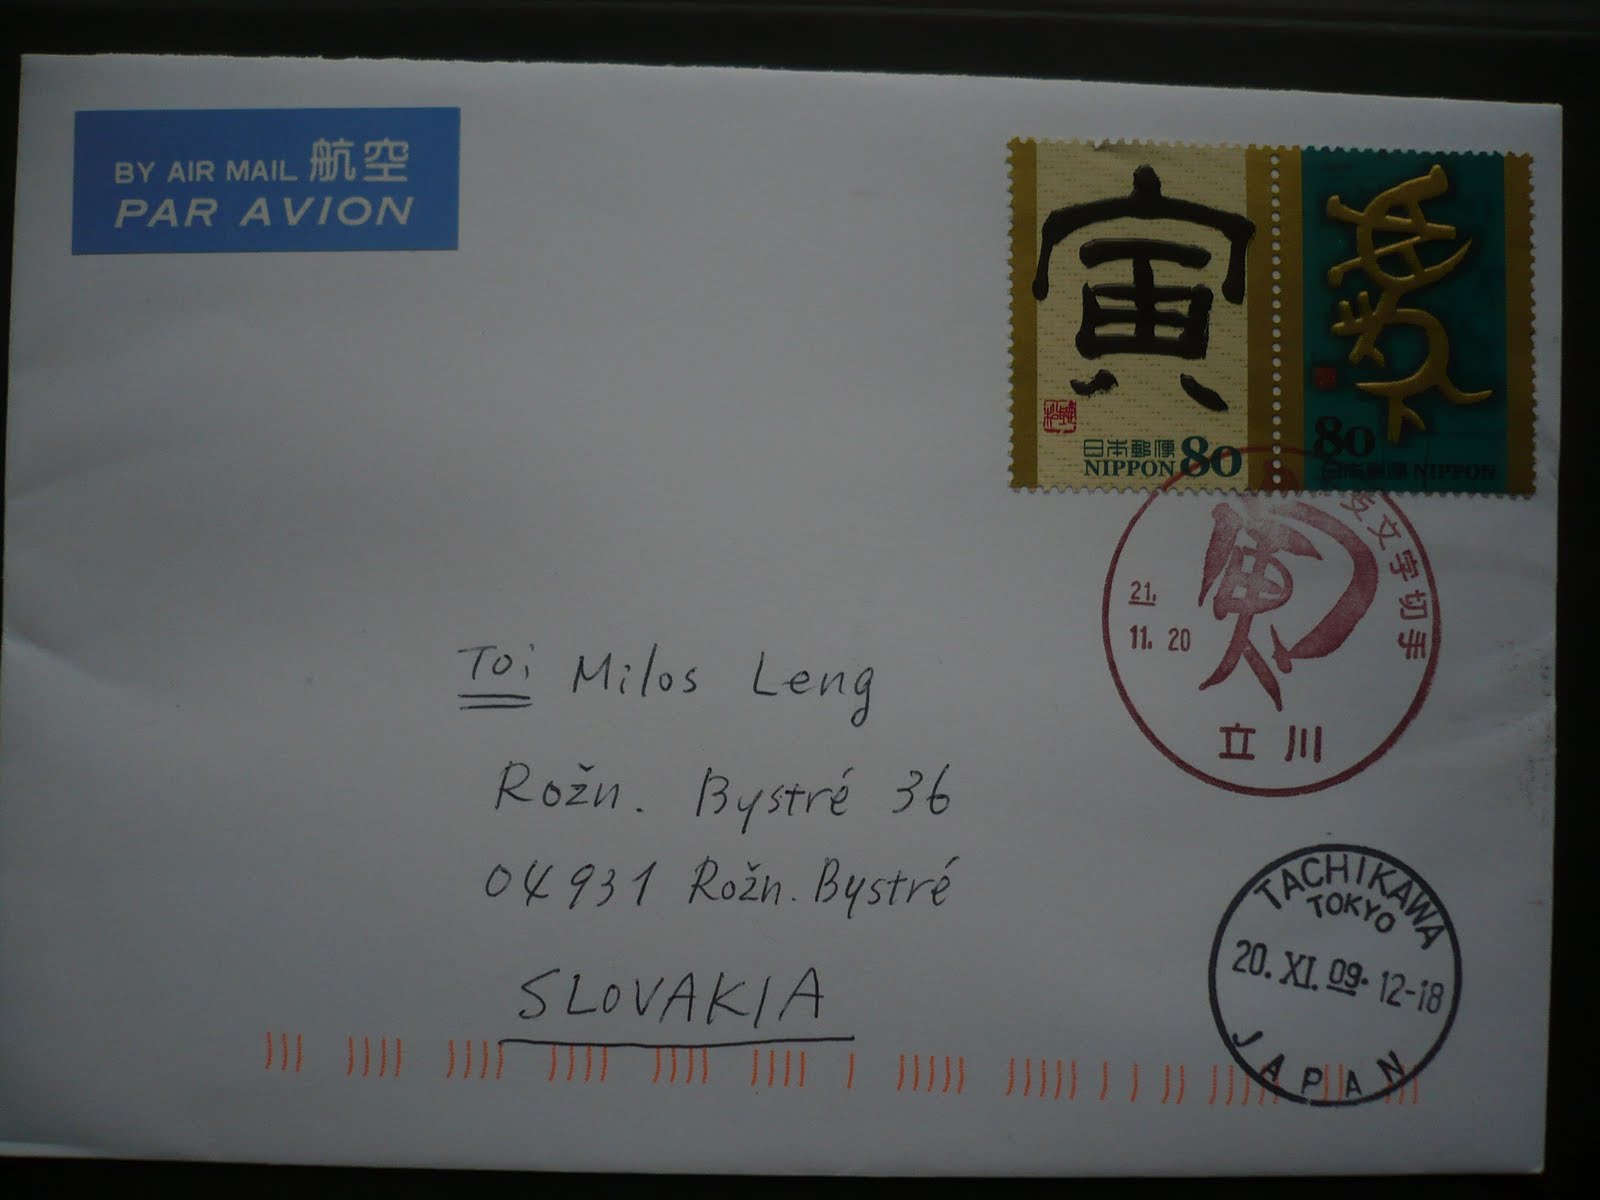 BY AIR MAIL 航空
PAR AVION
寅
日本郵便
NIPPON 80
80
日本郵便 NIPPON
支文字切手
21.
11. 20
寅
立川
To: Milos Leng
Rožn. Bystré 36
04931 Rožn. Bystré
SLOVAKIA
TACHIKAWA
TOKYO
20. XI. 09. 12-18
JAPAN